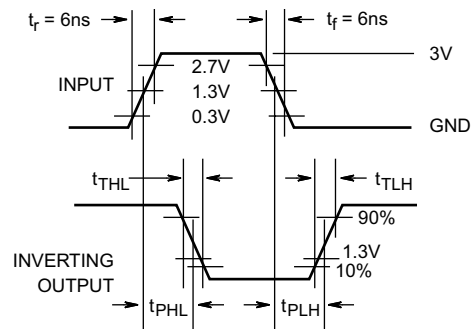 tr = 6ns
tf = 6ns
3V
2.7V
INPUT
1.3V
0.3V
GND
tTHL
tTLH
90%
INVERTING
OUTPUT
1.3V
10%
tPHL
tPLH